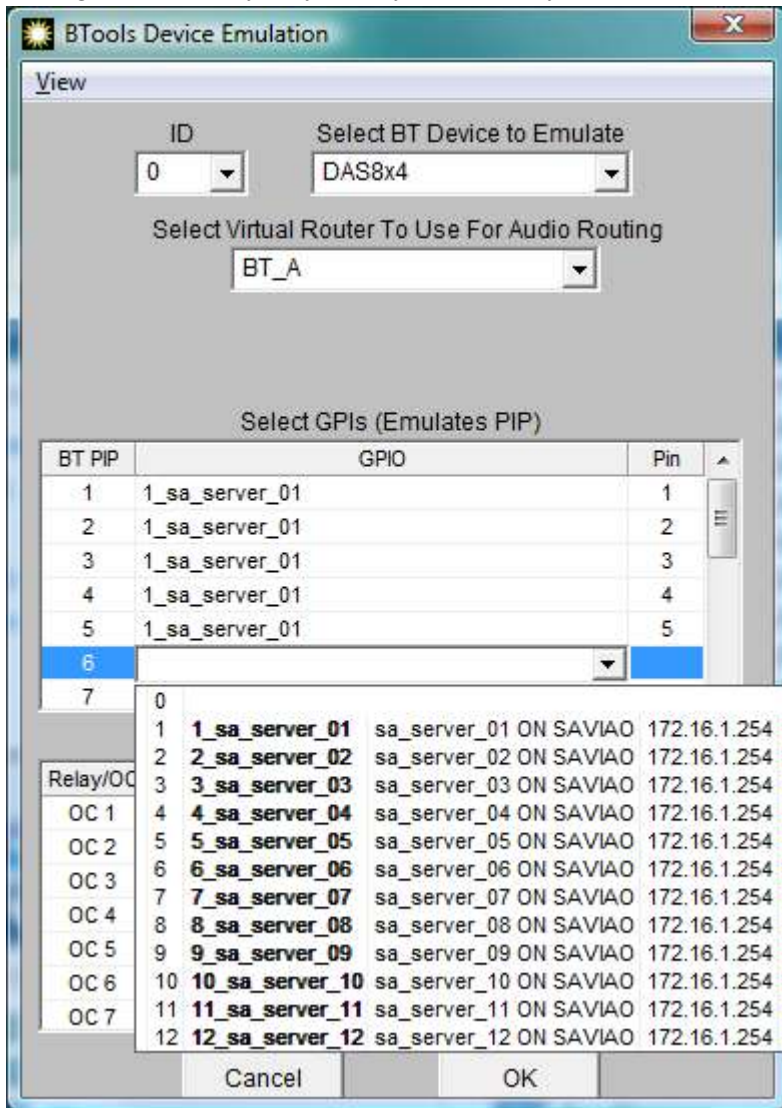 BTools Device Emulation
View
ID Select BT Device to Emulate
0 DAS8x4
Select Virtual Router To Use For Audio Routing
BT_A
Select GPIs (Emulates PIP)
BT PIP GPIO Pin
1 1_sa_server_01 1
2 1_sa_server_01 2
3 1_sa_server_01 3
4 1_sa_server_01 4
5 1_sa_server_01 5
6
7
0
1 1_sa_server_01 sa_server_01 ON SAVIAO 172.16.1.254
2 2_sa_server_02 sa_server_02 ON SAVIAO 172.16.1.254
3 3_sa_server_03 sa_server_03 ON SAVIAO 172.16.1.254
4 4_sa_server_04 sa_server_04 ON SAVIAO 172.16.1.254
5 5_sa_server_05 sa_server_05 ON SAVIAO 172.16.1.254
6 6_sa_server_06 sa_server_06 ON SAVIAO 172.16.1.254
7 7_sa_server_07 sa_server_07 ON SAVIAO 172.16.1.254
8 8_sa_server_08 sa_server_08 ON SAVIAO 172.16.1.254
9 9_sa_server_09 sa_server_09 ON SAVIAO 172.16.1.254
10 10_sa_server_10 sa_server_10 ON SAVIAO 172.16.1.254
11 11_sa_server_11 sa_server_11 ON SAVIAO 172.16.1.254
12 12_sa_server_12 sa_server_12 ON SAVIAO 172.16.1.254
Relay/OC
OC 1
OC 2
OC 3
OC 4
OC 5
OC 6
OC 7
Cancel OK